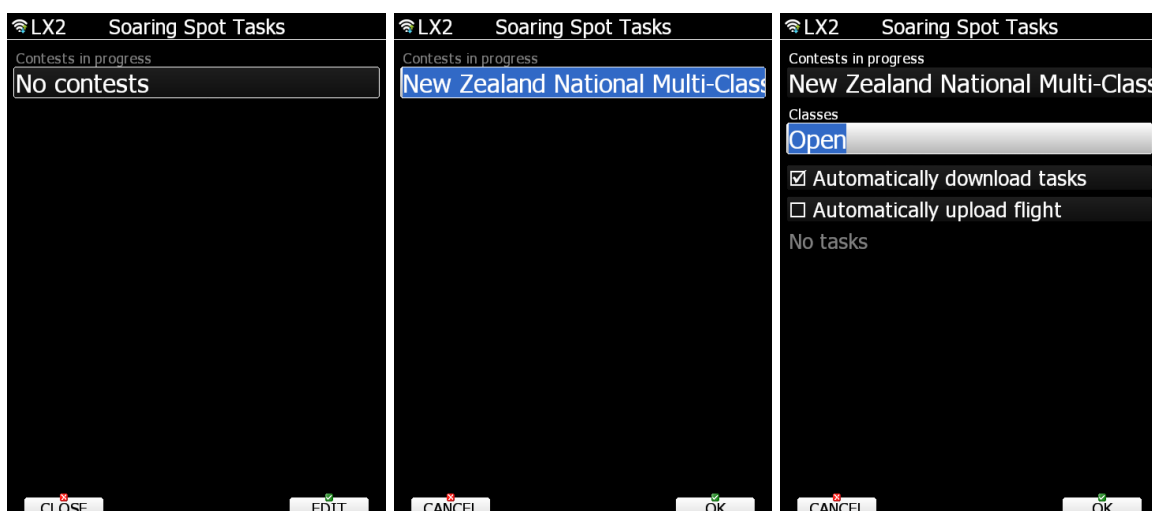 LX2 Soaring Spot Tasks
Contests in progress
No contests
CLOSE EDIT
LX2 Soaring Spot Tasks
Contests in progress
New Zealand National Multi-Class
CANCEL OK
LX2 Soaring Spot Tasks
Contests in progress
New Zealand National Multi-Class
Classes
Open
Automatically download tasks
Automatically upload flight
No tasks
CANCEL OK